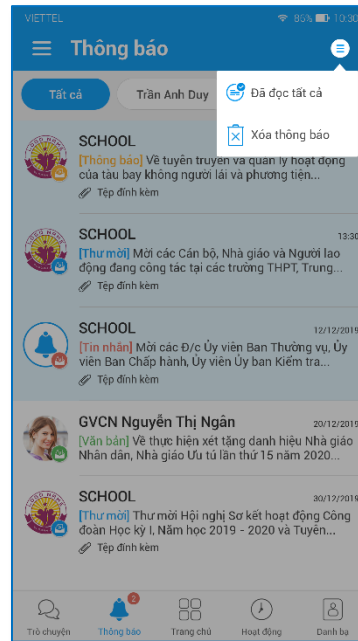 VIETTEL 86% 10:30
Thông báo
Tất cả Trần Anh Duy
Đã đọc tất cả
Xóa thông báo
SCHOOL
[Thông báo] Về tuyên truyền và quản lý hoạt động
của tàu bay không người lái và phương tiện...
Tệp đính kèm
SCHOOL 13:30
[Thư mời] Mời các Cán bộ, Nhà giáo và Người lao
động đang công tác tại các trường THPT, Trung...
Tệp đính kèm
SCHOOL 12/12/2019
[Tin nhắn] Mời các Đ/c Ủy viên Ban Thường vụ, Ủy
viên Ban Chấp hành, Ủy viên Ủy ban Kiểm tra...
Tệp đính kèm
GVCN Nguyễn Thị Ngân 20/12/2019
[Văn bản] Về thực hiện xét tặng danh hiệu Nhà giáo
Nhân dân, Nhà giáo Ưu tú lần thứ 15 năm 2020...
SCHOOL 30/12/2019
[Thư mời] Thư mời Hội nghị Sơ kết hoạt động Công
đoàn Học kỳ I, Năm học 2019 - 2020 và Tuyên...
Tệp đính kèm
2
Trò chuyện Thông báo Trang chủ Hoạt động Danh bạ